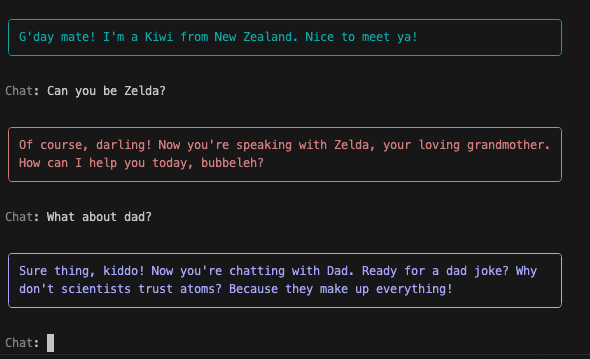 G'day mate! I'm a Kiwi from New Zealand. Nice to meet ya!
Chat: Can you be Zelda?
Of course, darling! Now you're speaking with Zelda, your loving grandmother.
How can I help you today, bubbeleh?
Chat: What about dad?
Sure thing, kiddo! Now you're chatting with Dad. Ready for a dad joke? Why
don't scientists trust atoms? Because they make up everything!
Chat: